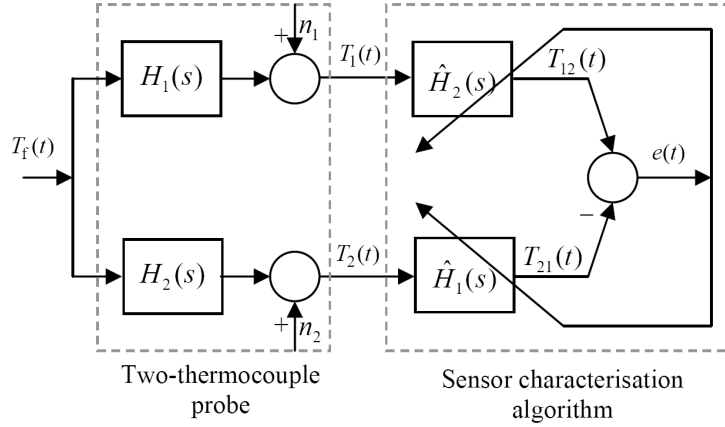 +
n₁
T₁(t)
H₁(s)
Ĥ₂(s)
T₁₂(t)
T_f(t)
e(t)
H₂(s)
T₂(t)
Ĥ₁(s)
−
T₂₁(t)
+
n₂
Two-thermocouple
probe
Sensor characterisation
algorithm